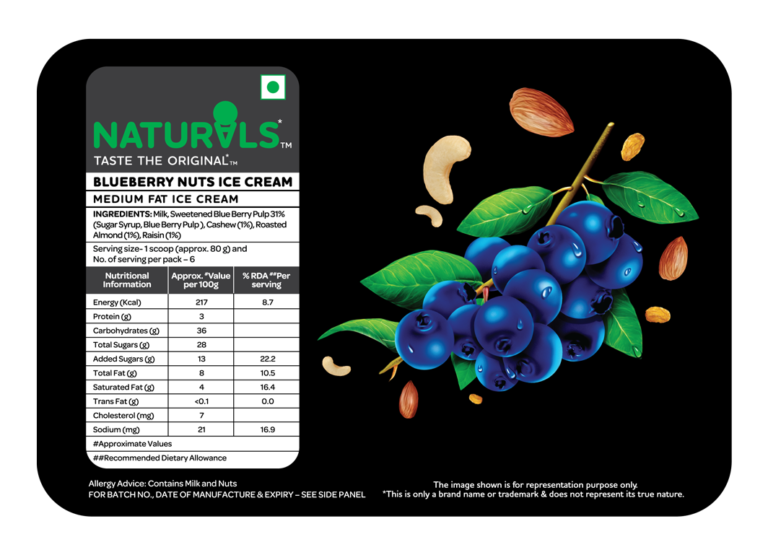 NATURALS*™
TASTE THE ORIGINAL*™
BLUEBERRY NUTS ICE CREAM
MEDIUM FAT ICE CREAM
INGREDIENTS: Milk, Sweetened Blue Berry Pulp 31%
(Sugar Syrup, Blue Berry Pulp ), Cashew (1%), Roasted
Almond (1%), Raisin (1%)
Serving size- 1 scoop (approx. 80 g) and
No. of serving per pack – 6
Nutritional Information Approx. #Value per 100g % RDA ##Per serving
Energy (Kcal) 217 8.7
Protein (g) 3
Carbohydrates (g) 36
Total Sugars (g) 28
Added Sugars (g) 13 22.2
Total Fat (g) 8 10.5
Saturated Fat (g) 4 16.4
Trans Fat (g) <0.1 0.0
Cholesterol (mg) 7
Sodium (mg) 21 16.9
#Approximate Values
##Recommended Dietary Allowance
Allergy Advice: Contains Milk and Nuts
FOR BATCH NO., DATE OF MANUFACTURE & EXPIRY – SEE SIDE PANEL
The image shown is for representation purpose only.
*This is only a brand name or trademark & does not represent its true nature.